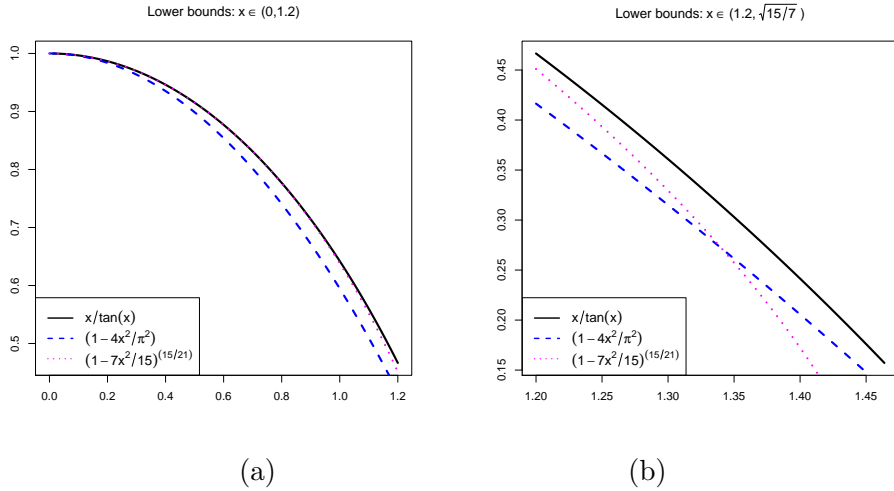 Lower bounds: x ∈ (0,1.2)
1.0
0.9
0.8
0.7
0.6
0.5
x/tan(x)
(1−4x²/π²)
(1−7x²/15)^(15/21)
0.0 0.2 0.4 0.6 0.8 1.0 1.2
(a)
Lower bounds: x ∈ (1.2, √15/7 )
0.45
0.40
0.35
0.30
0.25
0.20
0.15
x/tan(x)
(1−4x²/π²)
(1−7x²/15)^(15/21)
1.20 1.25 1.30 1.35 1.40 1.45
(b)